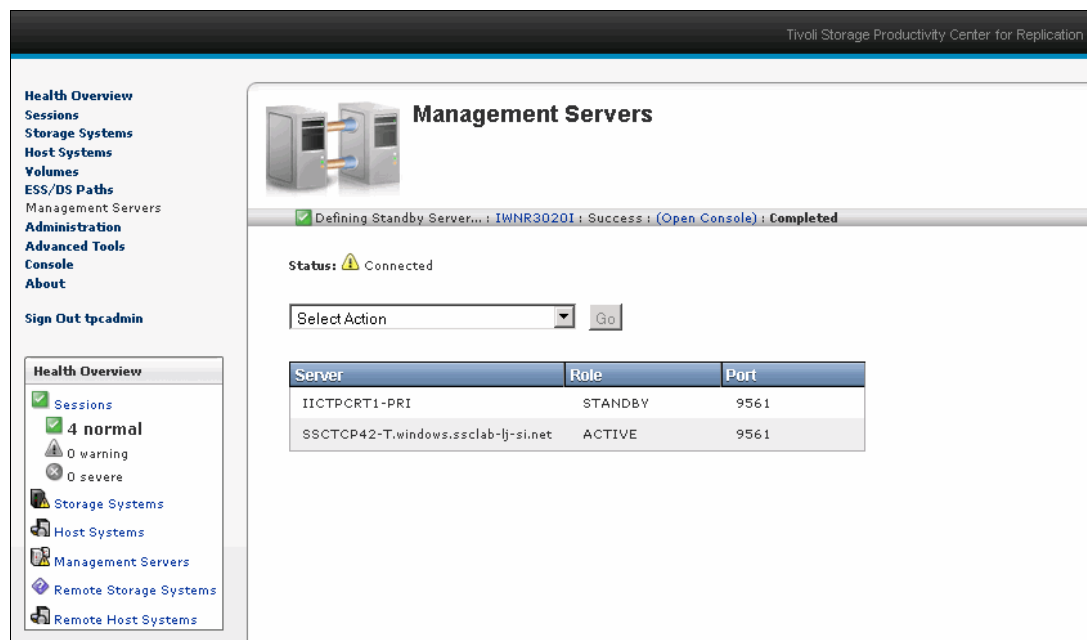 Tivoli Storage Productivity Center for Replication
Health Overview
Sessions
Storage Systems
Host Systems
Volumes
ESS/DS Paths
Management Servers
Administration
Advanced Tools
Console
About
Sign Out tpcadmin
Health Overview
Sessions
4 normal
0 warning
0 severe
Storage Systems
Host Systems
Management Servers
Remote Storage Systems
Remote Host Systems
Management Servers
Defining Standby Server... : IWNR3020I : Success : (Open Console) : Completed
Status: Connected
Select Action Go
Server Role Port
IICTPCRT1-PRI STANDBY 9561
SSCTCP42-T.windows.ssclab-lj-si.net ACTIVE 9561